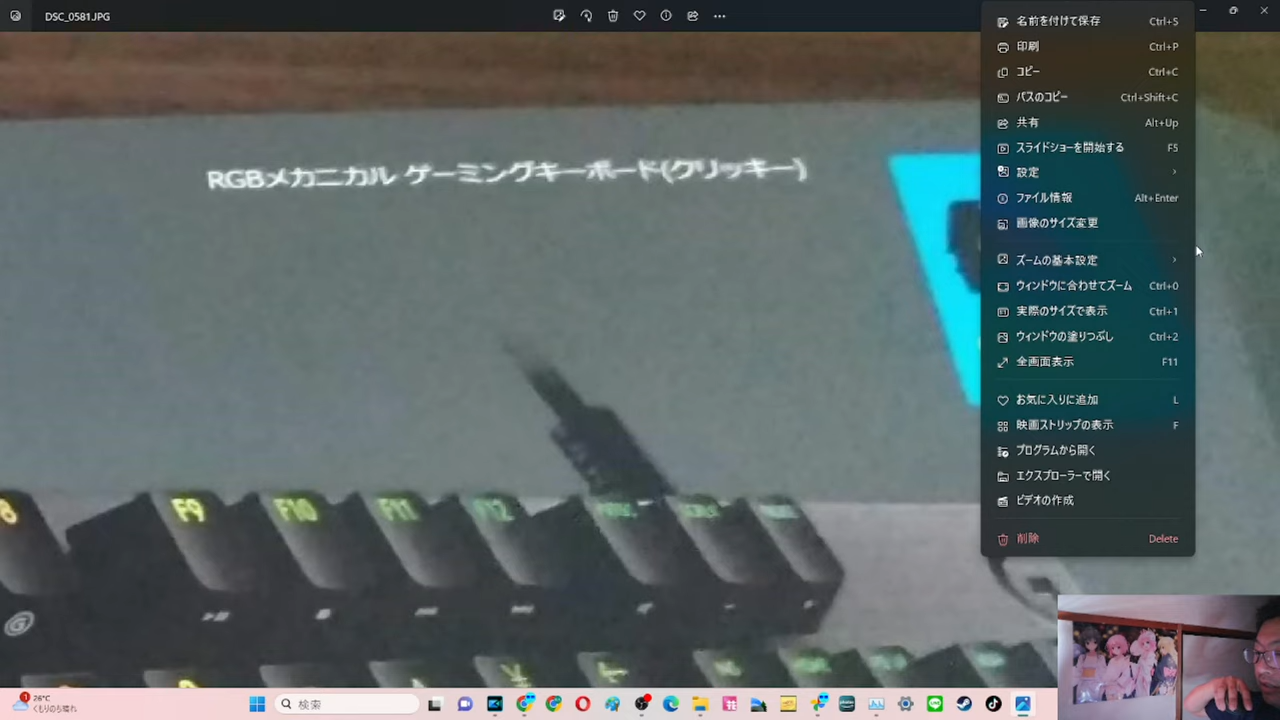 DSC_0581.JPG
名前を付けて保存 Ctrl+S
印刷 Ctrl+P
コピー Ctrl+C
パスのコピー Ctrl+Shift+C
共有 Alt+Up
スライドショーを開始する F5
設定
ファイル情報 Alt+Enter
画像のサイズ変更
ズームの基本設定
ウィンドウに合わせてズーム Ctrl+0
実際のサイズで表示 Ctrl+1
ウィンドウの塗りつぶし Ctrl+2
全画面表示 F11
お気に入りに追加 L
映画ストリップの表示 F
プログラムから開く
エクスプローラーで開く
ビデオの作成
削除 Delete
RGBメカニカル ゲーミングキーボード(クリッキー)
8 F9 F10 F11 F12
G
1
26°C
くもりのち晴れ
検索